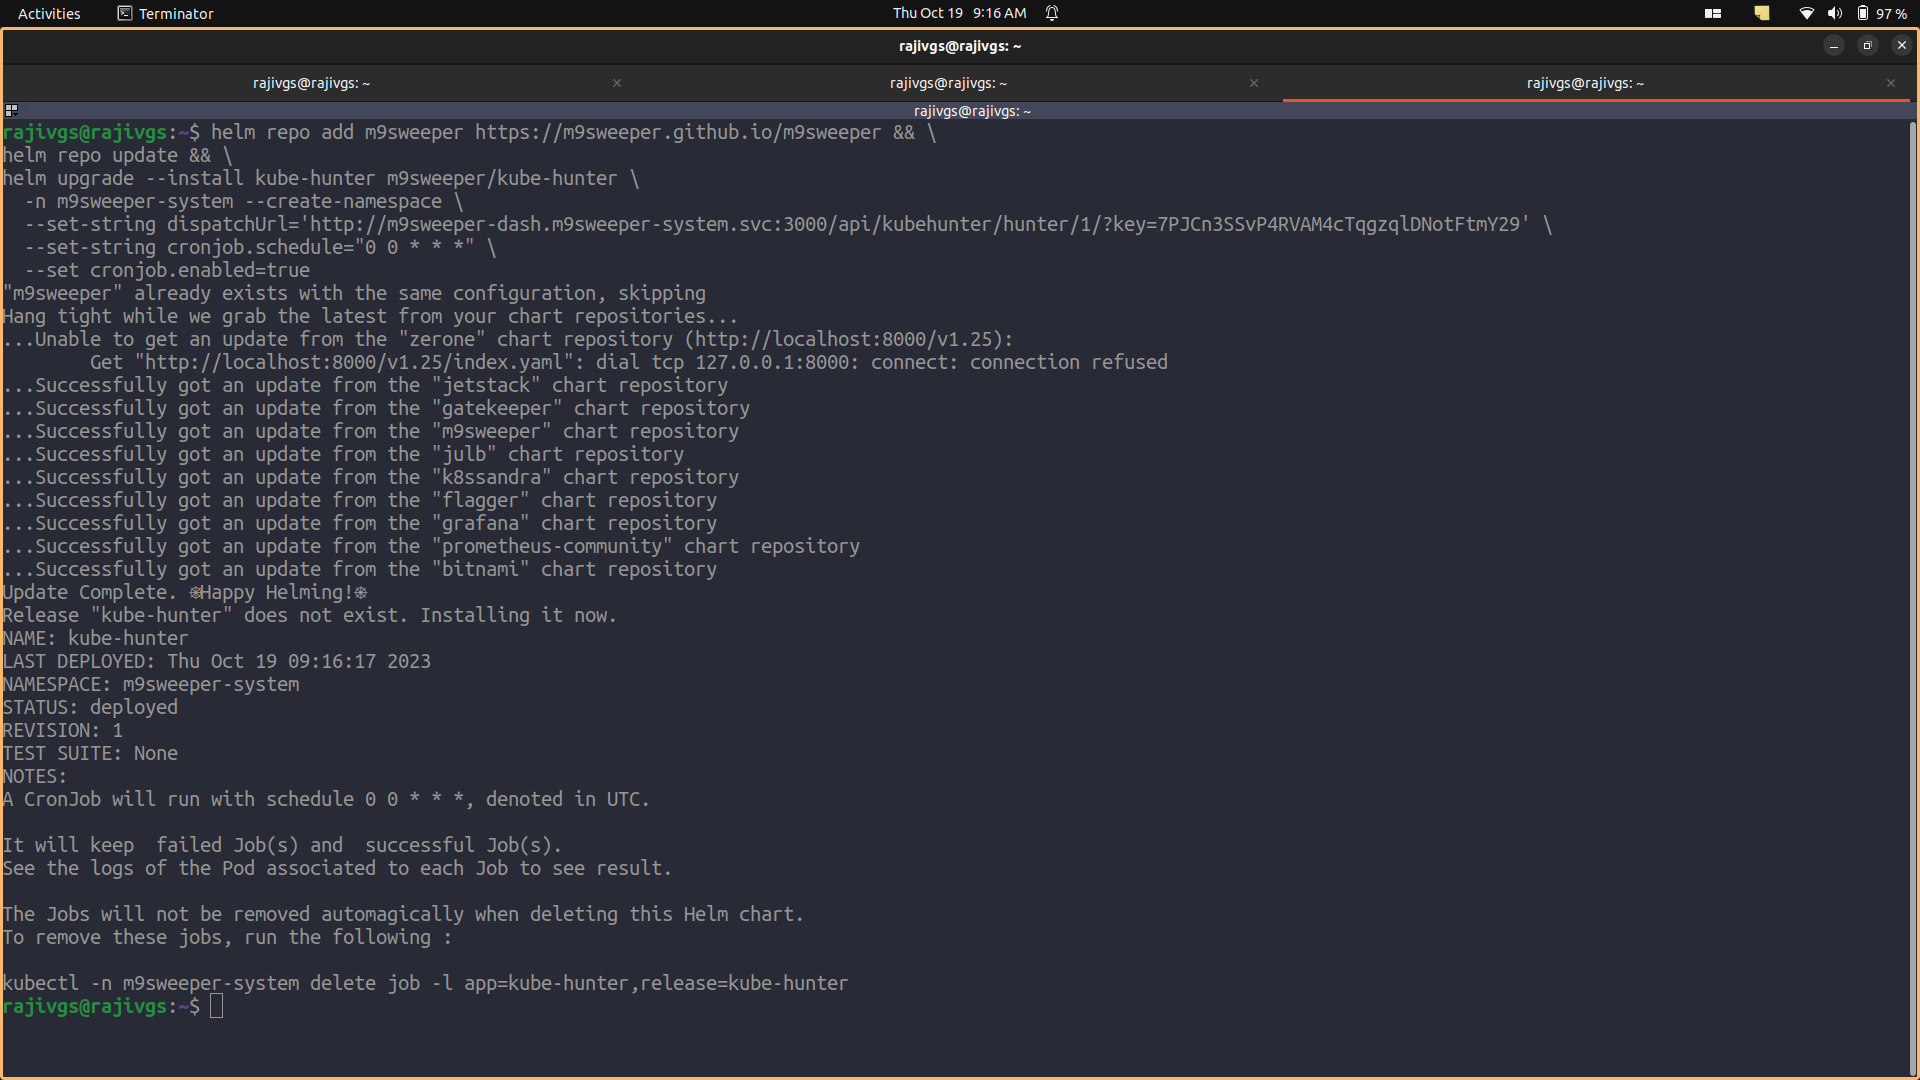 Activities
Terminator
Thu Oct 19 9:16 AM
97 %
rajivgs@rajivgs: ~
rajivgs@rajivgs: ~ × rajivgs@rajivgs: ~ × rajivgs@rajivgs: ~ ×
rajivgs@rajivgs: ~
rajivgs@rajivgs:~$ helm repo add m9sweeper https://m9sweeper.github.io/m9sweeper && \
helm repo update && \
helm upgrade --install kube-hunter m9sweeper/kube-hunter \
  -n m9sweeper-system --create-namespace \
  --set-string dispatchUrl='http://m9sweeper-dash.m9sweeper-system.svc:3000/api/kubehunter/hunter/1/?key=7PJCn3SSvP4RVAM4cTqgzqlDNotFtmY29' \
  --set-string cronjob.schedule="0 0 * * *" \
  --set cronjob.enabled=true
"m9sweeper" already exists with the same configuration, skipping
Hang tight while we grab the latest from your chart repositories...
...Unable to get an update from the "zerone" chart repository (http://localhost:8000/v1.25):
        Get "http://localhost:8000/v1.25/index.yaml": dial tcp 127.0.0.1:8000: connect: connection refused
...Successfully got an update from the "jetstack" chart repository
...Successfully got an update from the "gatekeeper" chart repository
...Successfully got an update from the "m9sweeper" chart repository
...Successfully got an update from the "julb" chart repository
...Successfully got an update from the "k8ssandra" chart repository
...Successfully got an update from the "flagger" chart repository
...Successfully got an update from the "grafana" chart repository
...Successfully got an update from the "prometheus-community" chart repository
...Successfully got an update from the "bitnami" chart repository
Update Complete. ⎈Happy Helming!⎈
Release "kube-hunter" does not exist. Installing it now.
NAME: kube-hunter
LAST DEPLOYED: Thu Oct 19 09:16:17 2023
NAMESPACE: m9sweeper-system
STATUS: deployed
REVISION: 1
TEST SUITE: None
NOTES:
A CronJob will run with schedule 0 0 * * *, denoted in UTC.

It will keep  failed Job(s) and  successful Job(s).
See the logs of the Pod associated to each Job to see result.

The Jobs will not be removed automagically when deleting this Helm chart.
To remove these jobs, run the following :

kubectl -n m9sweeper-system delete job -l app=kube-hunter,release=kube-hunter
rajivgs@rajivgs:~$